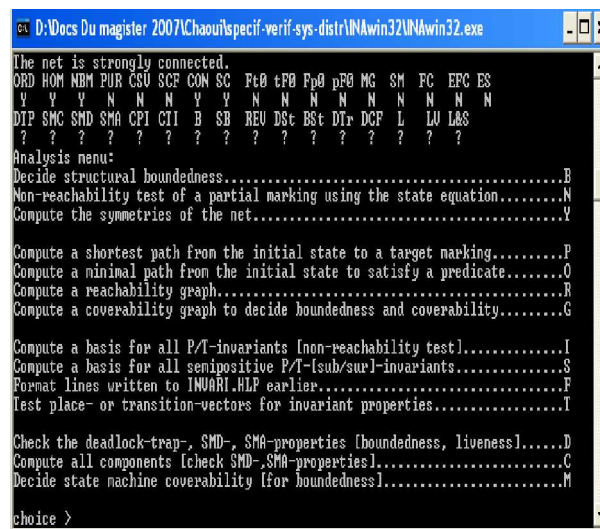 D:\Docs Du magister 2007\Chaoui\specif-verif-sys-distr\INAwin32\INAwin32.exe
The net is strongly connected.
ORD HOM NBM PUR CSV SCF CON SC Ft0 tF0 Fp0 pF0 MG SM FC EFC ES
Y Y Y N N N Y Y N N N N N N N N N
DTP SMC SMD SMA CPI CTI B SB REV DSt BSt DTr DCF L LV L&S
? ? ? ? ? ? ? ? ? ? ? ? ? ? ? ?
Analysis menu:
Decide structural boundedness..........................................B
Non-reachability test of a partial marking using the state equation....N
Compute the symmetries of the net......................................Y
Compute a shortest path from the initial state to a target marking.........P
Compute a minimal path from the initial state to satisfy a predicate.......O
Compute a reachability graph...........................................R
Compute a coverability graph to decide boundedness and coverability........G
Compute a basis for all P/T-invariants [non-reachability test].............I
Compute a basis for all semipositive P/T-[sub/sur]-invariants..............S
Format lines written to INVARI.HLP earlier.............................F
Test place- or transition-vectors for invariant properties.................T
Check the deadlock-trap-, SMD-, SMA-properties [boundedness, liveness]......D
Compute all components [check SMD-,SMA-properties].....................C
Decide state machine coverability [for boundedness]....................M
choice >